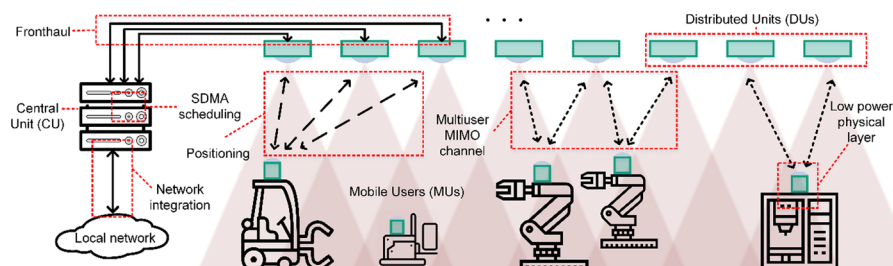 Fronthaul
. . .
Distributed Units (DUs)
Central
Unit (CU)
SDMA
scheduling
Positioning
Multiuser
MIMO
channel
Low power
physical
layer
Network
integration
Mobile Users (MUs)
Local network